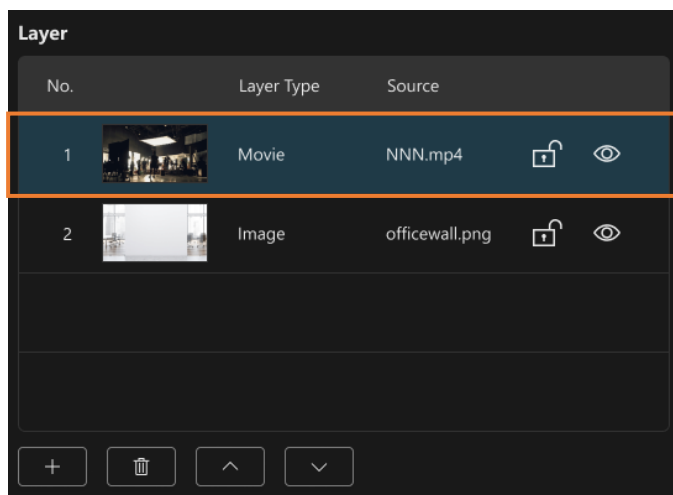 Layer
No. Layer Type Source
1 Movie NNN.mp4
2 Image officewall.png